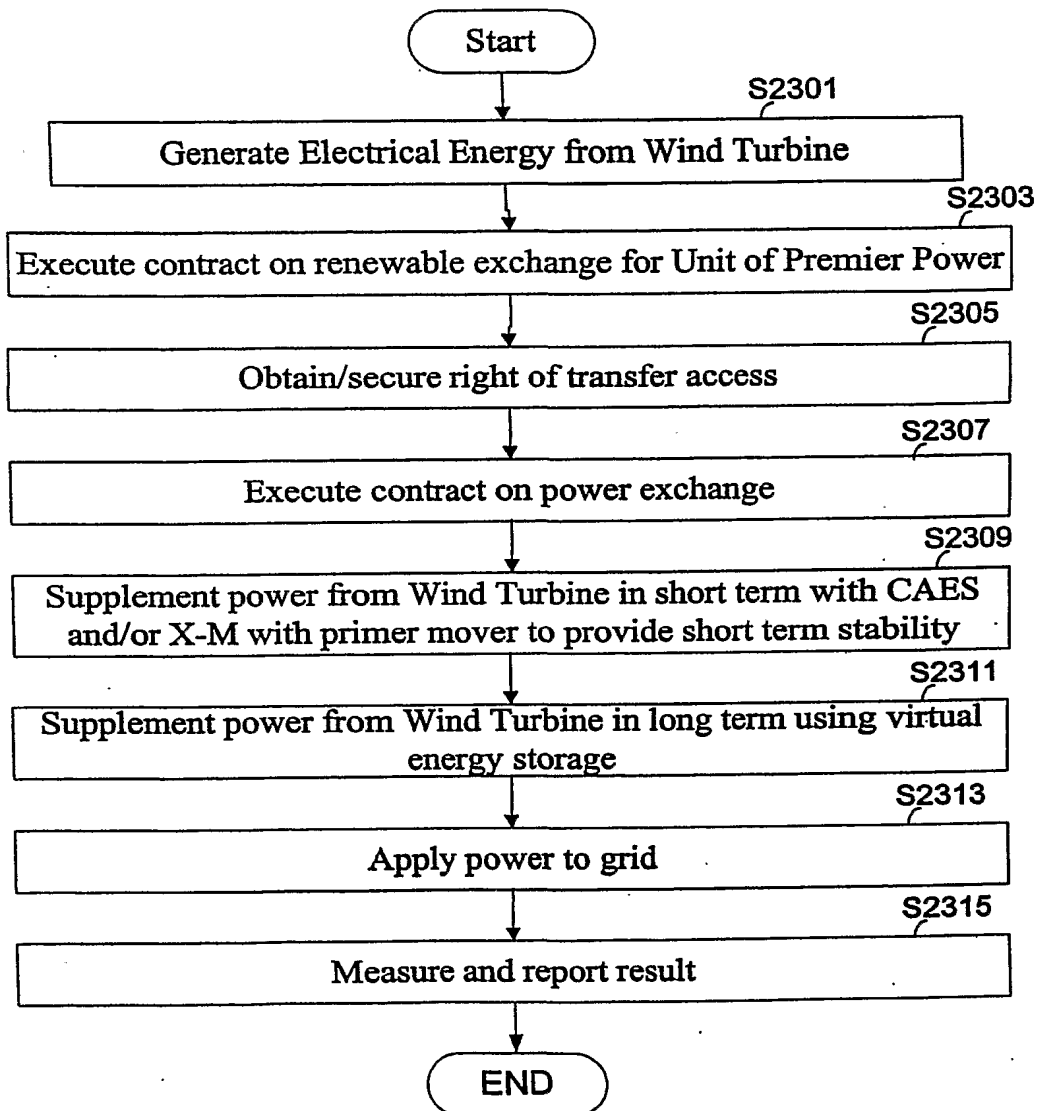 Start
S2301
Generate Electrical Energy from Wind Turbine
S2303
Execute contract on renewable exchange for Unit of Premier Power
S2305
Obtain/secure right of transfer access
S2307
Execute contract on power exchange
S2309
Supplement power from Wind Turbine in short term with CAES
and/or X-M with primer mover to provide short term stability
S2311
Supplement power from Wind Turbine in long term using virtual
energy storage
S2313
Apply power to grid
S2315
Measure and report result
END